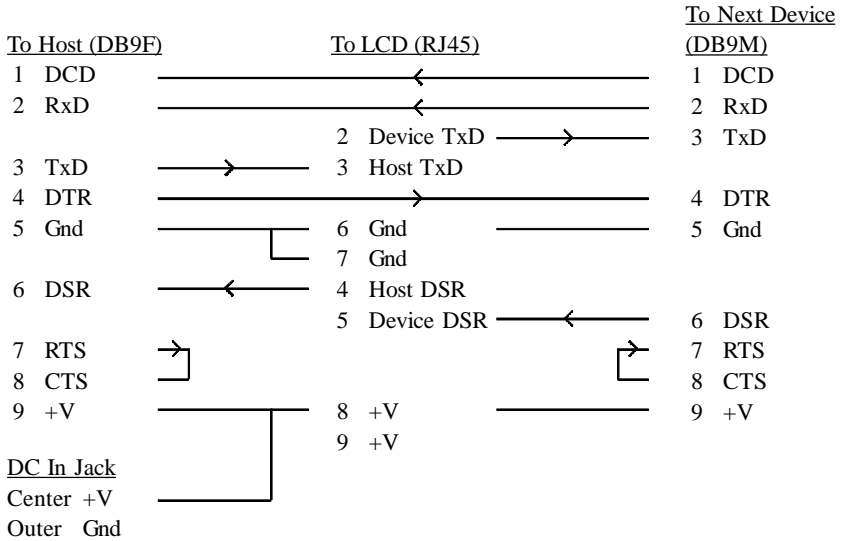 To Next Device
To Host (DB9F) To LCD (RJ45) (DB9M)
1 DCD 1 DCD
2 RxD 2 RxD
2 Device TxD 3 TxD
3 TxD 3 Host TxD
4 DTR 4 DTR
5 Gnd 6 Gnd 5 Gnd
7 Gnd
6 DSR 4 Host DSR
5 Device DSR 6 DSR
7 RTS 7 RTS
8 CTS 8 CTS
9 +V 8 +V 9 +V
9 +V
DC In Jack
Center +V
Outer Gnd